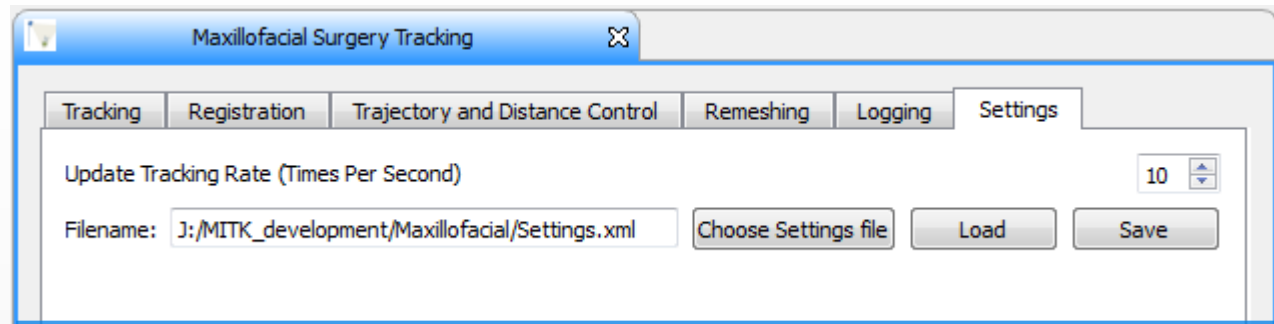 Maxillofacial Surgery Tracking
Tracking Registration Trajectory and Distance Control Remeshing Logging Settings
Update Tracking Rate (Times Per Second) 10
Filename: J:/MITK_development/Maxillofacial/Settings.xml Choose Settings file Load Save